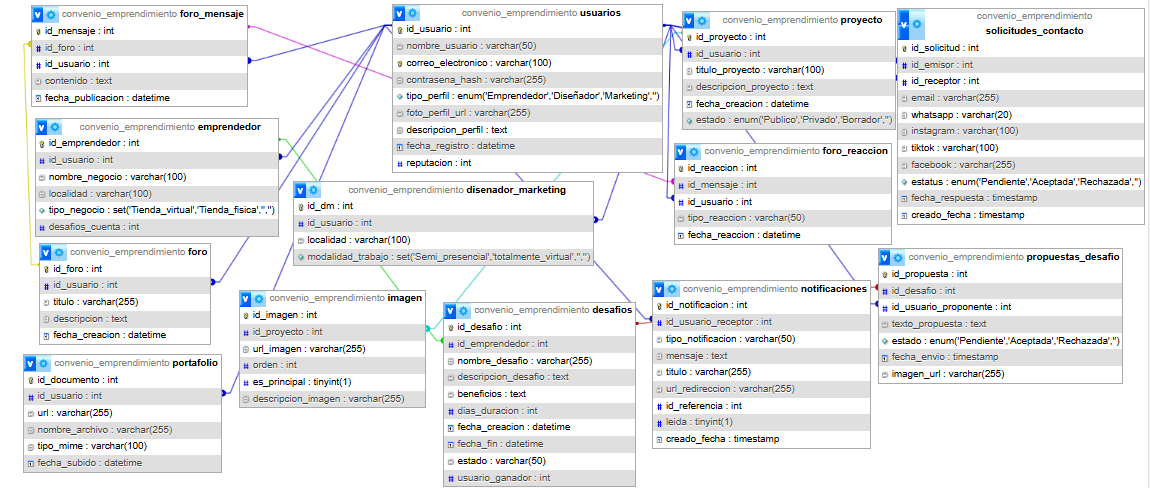 convenio_emprendimiento foro_mensaje
id_mensaje : int
id_foro : int
id_usuario : int
contenido : text
fecha_publicacion : datetime
convenio_emprendimiento usuarios
id_usuario : int
nombre_usuario : varchar(50)
correo_electronico : varchar(100)
contrasena_hash : varchar(255)
tipo_perfil : enum('Emprendedor','Diseñador','Marketing','')
foto_perfil_url : varchar(255)
descripcion_perfil : text
fecha_registro : datetime
reputacion : int
convenio_emprendimiento proyecto
id_proyecto : int
id_usuario : int
titulo_proyecto : varchar(100)
descripcion_proyecto : text
fecha_creacion : datetime
estado : enum('Publico','Privado','Borrador','')
convenio_emprendimiento
solicitudes_contacto
id_solicitud : int
id_emisor : int
id_receptor : int
email : varchar(255)
whatsapp : varchar(20)
instagram : varchar(100)
tiktok : varchar(100)
facebook : varchar(255)
estatus : enum('Pendiente','Aceptada','Rechazada','')
fecha_respuesta : timestamp
creado_fecha : timestamp
convenio_emprendimiento emprendedor
id_emprendedor : int
id_usuario : int
nombre_negocio : varchar(100)
localidad : varchar(100)
tipo_negocio : set('Tienda_virtual','Tienda_fisica','','')
desafios_cuenta : int
convenio_emprendimiento disenador_marketing
id_dm : int
id_usuario : int
localidad : varchar(100)
modalidad_trabajo : set('Semi_presencial','totalmente_virtual','','')
convenio_emprendimiento foro_reaccion
id_reaccion : int
id_mensaje : int
id_usuario : int
tipo_reaccion : varchar(50)
fecha_reaccion : datetime
convenio_emprendimiento foro
id_foro : int
id_usuario : int
titulo : varchar(255)
descripcion : text
fecha_creacion : datetime
convenio_emprendimiento imagen
id_imagen : int
id_proyecto : int
url_imagen : varchar(255)
orden : int
es_principal : tinyint(1)
descripcion_imagen : varchar(255)
convenio_emprendimiento desafios
id_desafio : int
id_emprendedor : int
nombre_desafio : varchar(255)
descripcion_desafio : text
beneficios : text
dias_duracion : int
fecha_creacion : datetime
fecha_fin : datetime
estado : varchar(50)
usuario_ganador : int
convenio_emprendimiento notificaciones
id_notificacion : int
id_usuario_receptor : int
tipo_notificacion : varchar(50)
mensaje : text
titulo : varchar(255)
url_redireccion : varchar(255)
id_referencia : int
leida : tinyint(1)
creado_fecha : timestamp
convenio_emprendimiento propuestas_desafio
id_propuesta : int
id_desafio : int
id_usuario_proponente : int
texto_propuesta : text
estado : enum('Pendiente','Aceptada','Rechazada','')
fecha_envio : timestamp
imagen_url : varchar(255)
convenio_emprendimiento portafolio
id_documento : int
id_usuario : int
url : varchar(255)
nombre_archivo : varchar(255)
tipo_mime : varchar(100)
fecha_subido : datetime